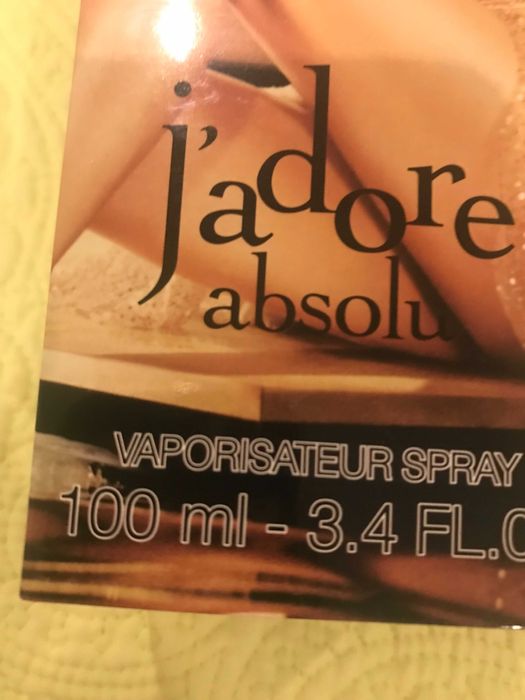 j'adore
absolu
VAPORISATEUR SPRAY
100 ml - 3.4 FL.O